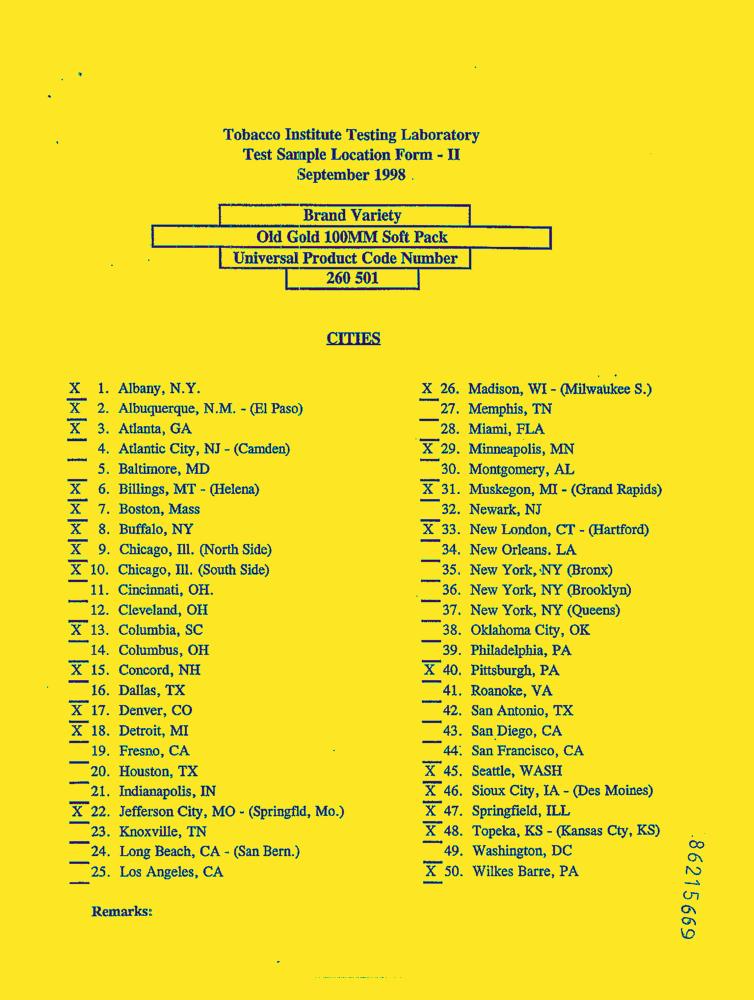 Tobacco Institute Testing Laboratory
Test Sample Location Form - II
September 1998
Brand Variety
Old Gold 100MM Soft Pack
Universal Product Code Number
260 501
CITIES
X 1. Albany, N.Y.
X 2. Albuquerque, N.M. - (El Paso)
X 3. Atlanta, GA
4. Atlantic City, NJ - (Camden)
5. Baltimore, MD
X 6. Billings, MT - (Helena)
X 7. Boston, Mass
X 8. Buffalo, NY
X 9. Chicago, Ill. (North Side)
X 10. Chicago, Ill. (South Side)
11. Cincinnati, OH.
12. Cleveland, OH
X 13. Columbia, SC
14. Columbus, OH
X 15. Concord, NH
16. Dallas, TX
X 17. Denver, CO
X 18. Detroit, MI
19. Fresno, CA
20. Houston, TX
21. Indianapolis, IN
X 22. Jefferson City, MO - (Springfld, Mo.)
23. Knoxville, TN
24. Long Beach, CA - (San Bern.)
25. Los Angeles, CA
X 26. Madison, WI - (Milwaukee S.)
27. Memphis, TN
28. Miami, FLA
X 29. Minneapolis, MN
30. Montgomery, AL
X 31. Muskegon, MI - (Grand Rapids)
32. Newark, NJ
X 33. New London, CT - (Hartford)
34. New Orleans. LA
35. New York, NY (Bronx)
36. New York, NY (Brooklyn)
37. New York, NY (Queens)
38. Oklahoma City, OK
39. Philadelphia, PA
X 40. Pittsburgh, PA
41. Roanoke, VA
42. San Antonio, TX
43. San Diego, CA
44. San Francisco, CA
X 45. Seattle, WASH
X 46. Sioux City, IA - (Des Moines)
X 47. Springfield, ILL
X 48. Topeka, KS - (Kansas Cty, KS)
49. Washington, DC
X 50. Wilkes Barre, PA
Remarks:
86215669